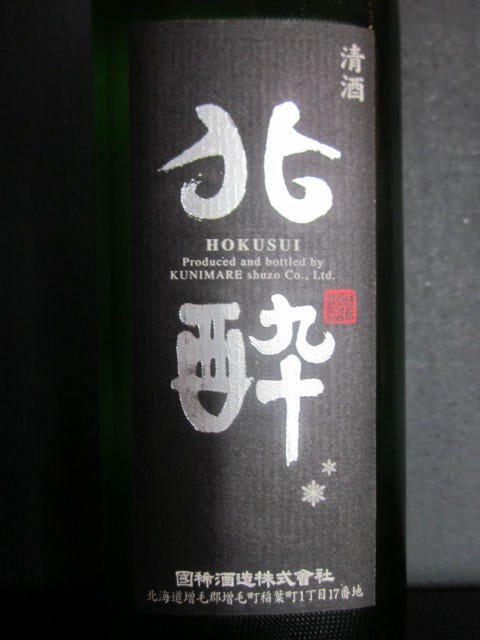 清酒
北
HOKUSUI
Produced and bottled by
KUNIMARE shuzo Co., Ltd.
酔
國稀酒造株式會社
北海道増毛郡増毛町稲葉町1丁目17番地